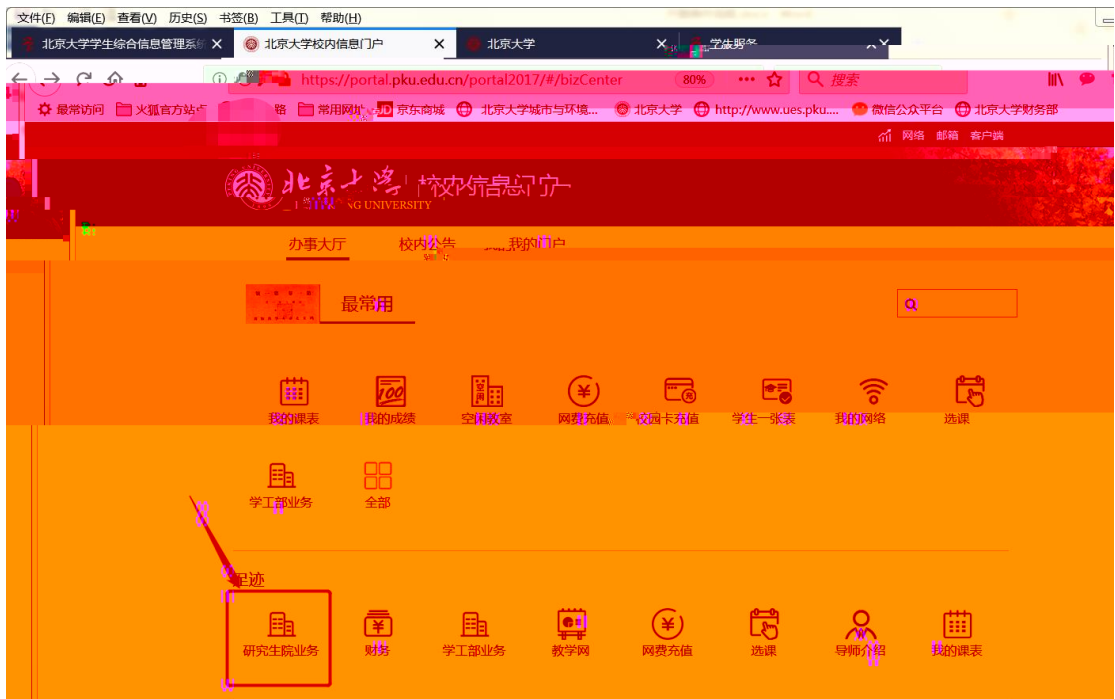 文件(F) 编辑(E) 查看(V) 历史(S) 书签(B) 工具(T) 帮助(H)
北京大学学生综合信息管理系统 × 北京大学校内信息门户 × 北京大学 ×
https://portal.pku.edu.cn/portal2017/#/bizCenter 80% 搜索
最常访问 火狐官方站点 常用网址 JD 京东商城 北京大学城市与环境... 北京大学 http://www.ues.pku.... 微信公众平台 北京大学财务部
网络 邮箱 客户端
北京大学 校内信息门户
UNIVERSITY
办事大厅 校内公告 我的门户
最常用
我的课表 我的成绩 空闲教室 网费充值 校园卡充值 学生一张表 我的网络 选课
学工部业务 全部
足迹
研究生院业务 财务 学工部业务 教学网 网费充值 选课 导师介绍 我的课表